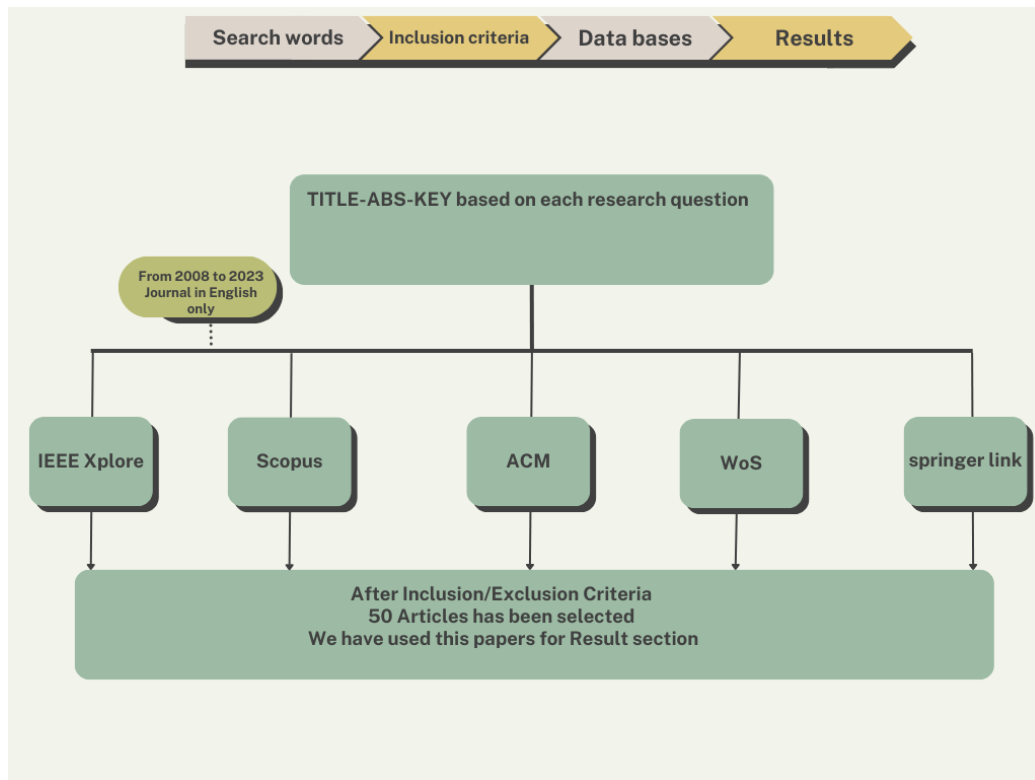 Search words
Inclusion criteria
Data bases
Results
TITLE-ABS-KEY based on each research question
From 2008 to 2023
Journal in English
only
IEEE Xplore
Scopus
ACM
WoS
springer link
After Inclusion/Exclusion Criteria
50 Articles has been selected
We have used this papers for Result section